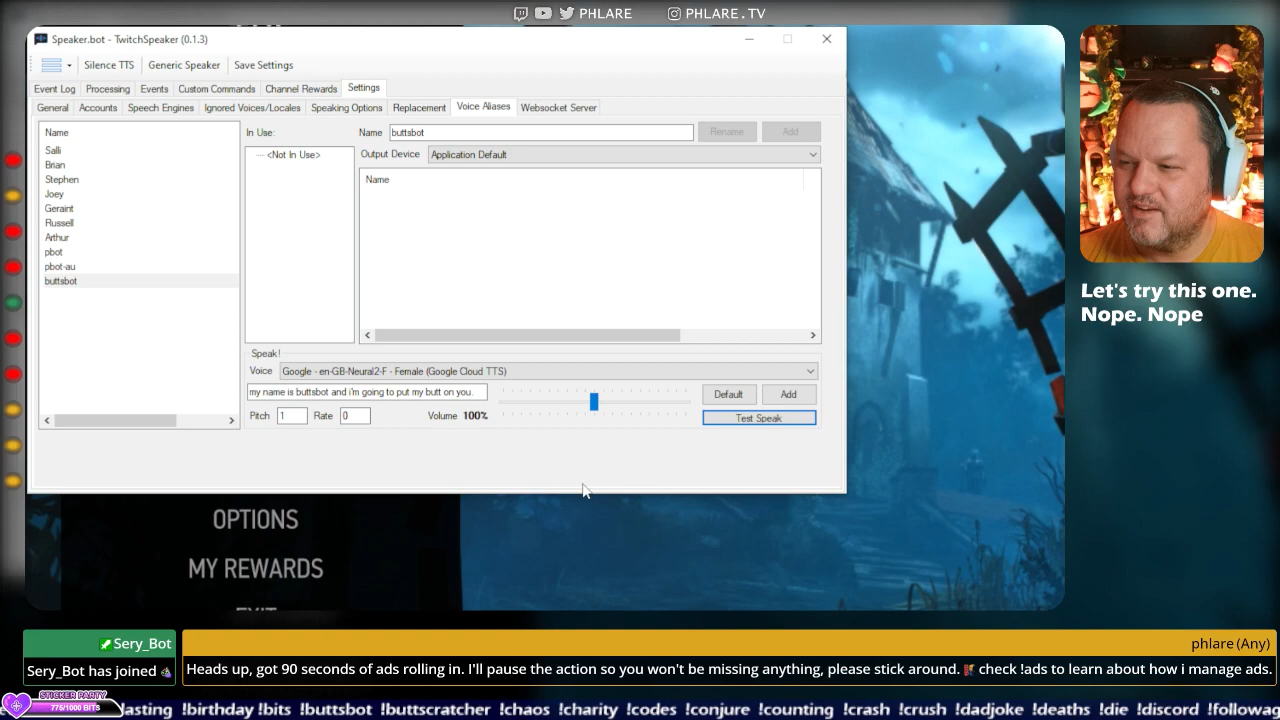 PHLARE PHLARE.TV
Speaker.bot - TwitchSpeaker (0.1.3)
Silence TTS Generic Speaker Save Settings
Event Log Processing Events Custom Commands Channel Rewards Settings
General Accounts Speech Engines Ignored Voices/Locales Speaking Options Replacement Voice Aliases Websocket Server
Name
Salli
Brian
Stephen
Joey
Geraint
Russell
Arthur
pbot
pbot-au
buttsbot
In Use:
<Not In Use>
Name buttsbot Rename Add
Output Device Application Default
Name
Speak!
Voice Google - en-GB-Neural2-F - Female (Google Cloud TTS)
my name is buttsbot and i'm going to put my butt on you.
Default Add
Pitch 1 Rate 0 Volume 100% Test Speak
Let's try this one.
Nope. Nope
OPTIONS
MY REWARDS
EXIT
Sery_Bot
Sery_Bot has joined
phlare (Any)
Heads up, got 90 seconds of ads rolling in. I'll pause the action so you won't be missing anything, please stick around. check !ads to learn about how i manage ads.
STICKER PARTY
775/1000 BITS
asting !birthday !bits !buttsbot !buttscratcher !chaos !charity !codes !conjure !counting !crash !crush !dadjoke !deaths !die !discord !followag